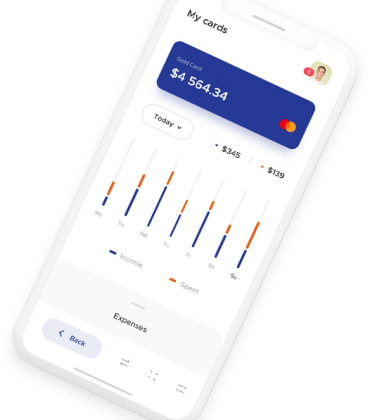 My cards
Gold Card
$4 564.34
Today
$345 / $139
Mo Tu We Th Fr Sa Su
Income Spent
Expenses
Back